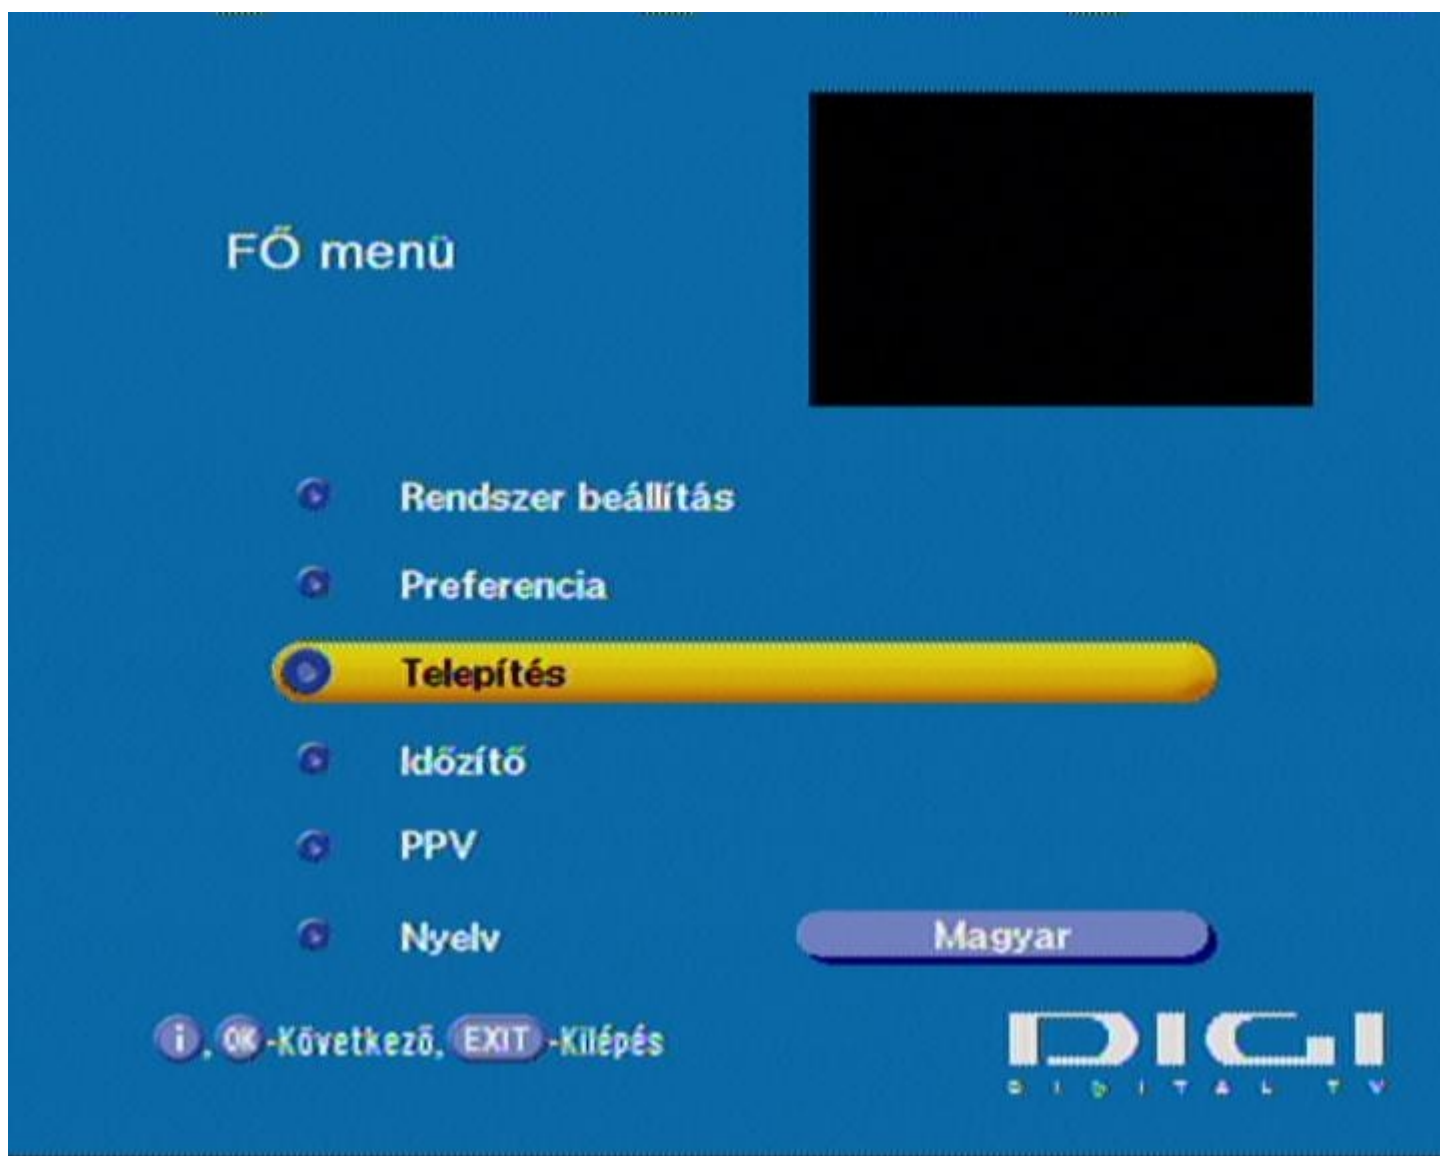 FŐ menü
Rendszer beállítás
Preferencia
Telepítés
Időzítő
PPV
Nyelv Magyar
i, OK-Következő, EXIT-Kilépés
DIGI
DIGITAL TV